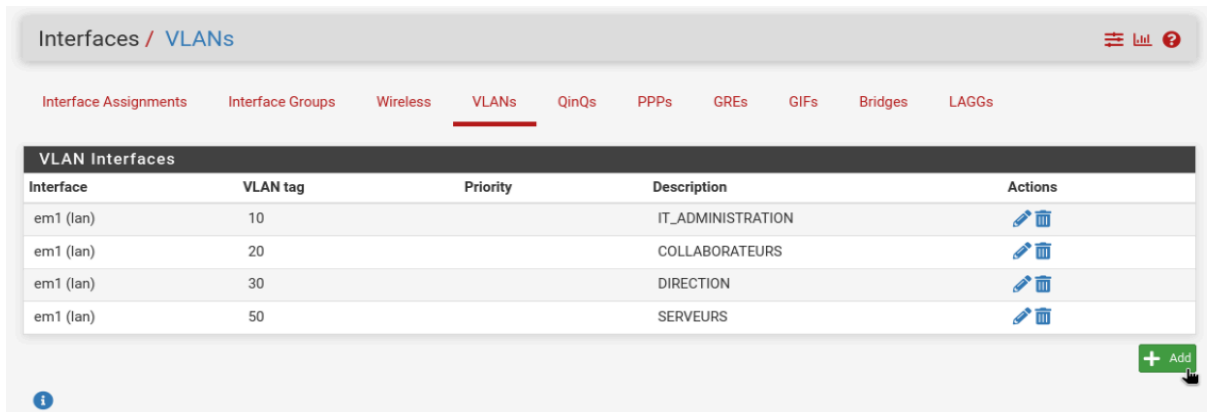 Interfaces / VLANs
Interface Assignments Interface Groups Wireless VLANs QinQs PPPs GREs GIFs Bridges LAGGs
VLAN Interfaces
Interface VLAN tag Priority Description Actions
em1 (lan) 10 IT_ADMINISTRATION
em1 (lan) 20 COLLABORATEURS
em1 (lan) 30 DIRECTION
em1 (lan) 50 SERVEURS
+ Add